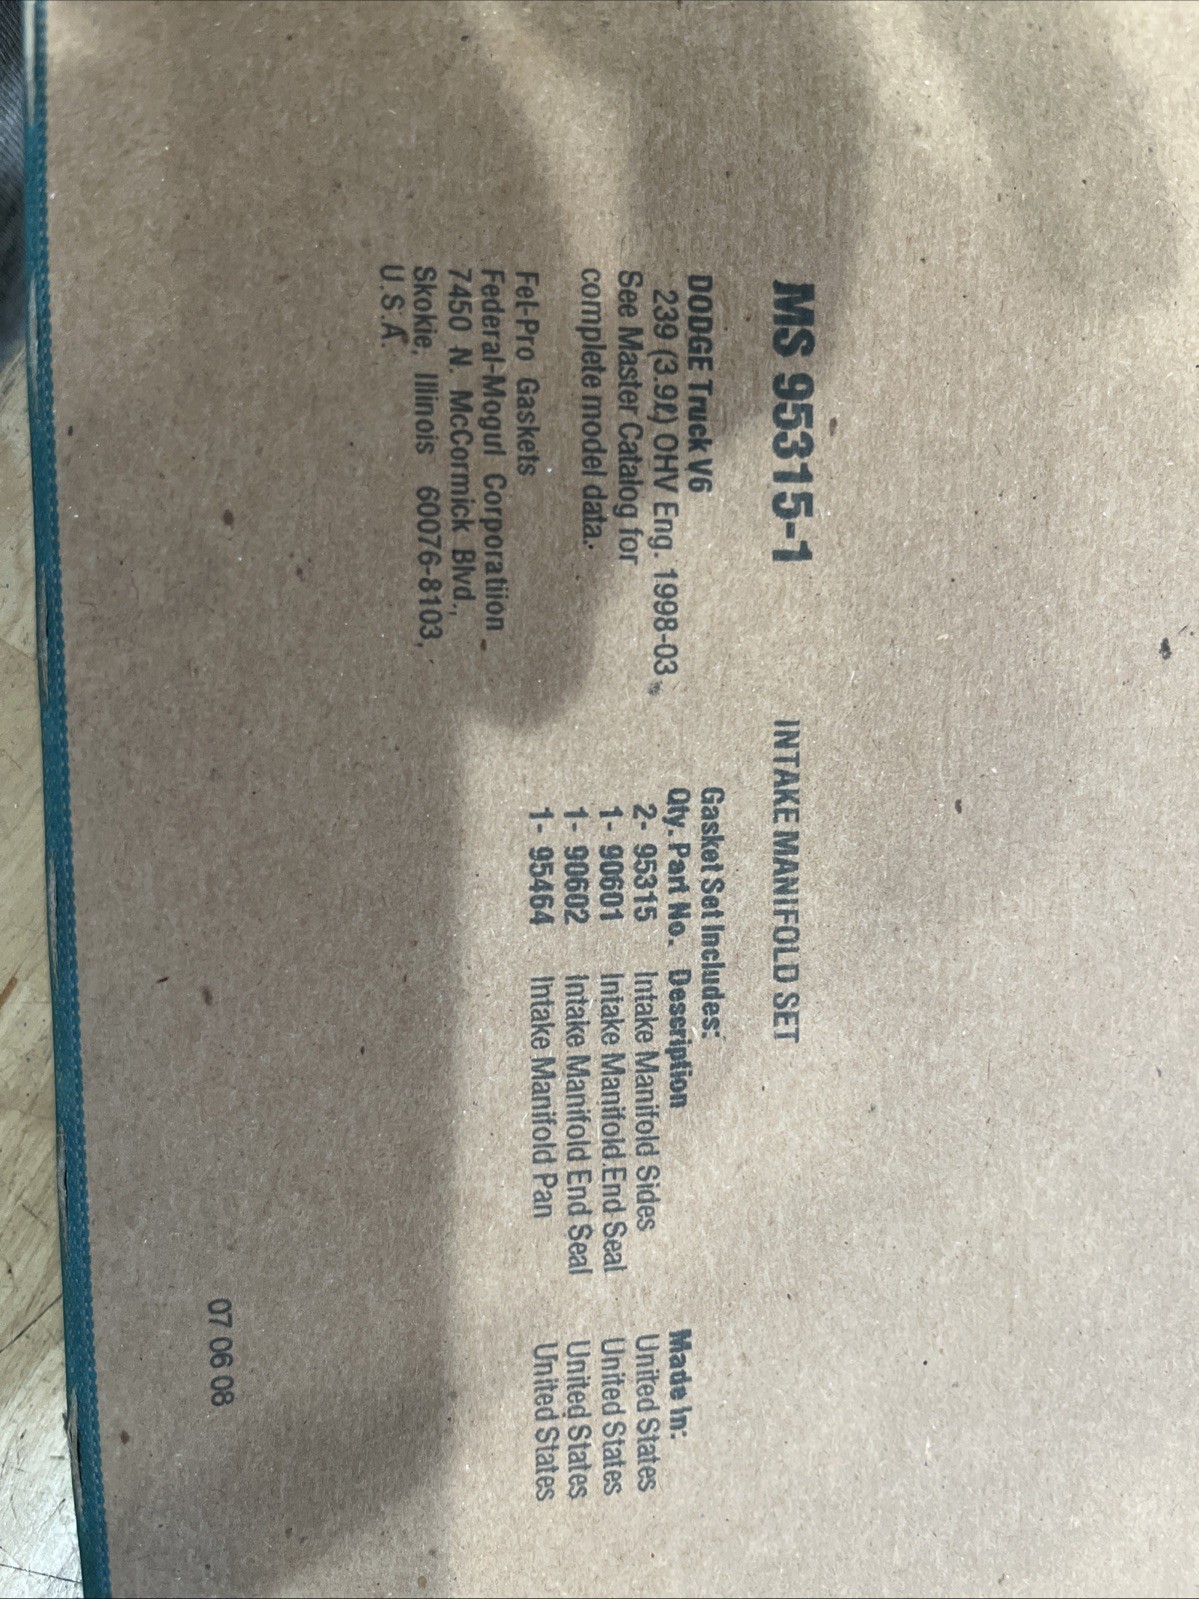 MS 95315-1
INTAKE MANIFOLD SET
DODGE Truck V6
239 (3.9ℓ) OHV Eng. 1998-03
See Master Catalog for
complete model data.
Fel-Pro Gaskets
Federal-Mogul Corporatiion
7450 N. McCormick Blvd.,
Skokie, Illinois 60076-8103,
U.S.A.
Gasket Set Includes:
Qty. Part No. Description Made In:
2- 95315 Intake Manifold Sides United States
1- 90601 Intake Manifold End Seal United States
1- 90602 Intake Manifold End Seal United States
1- 95464 Intake Manifold Pan United States
07 06 08